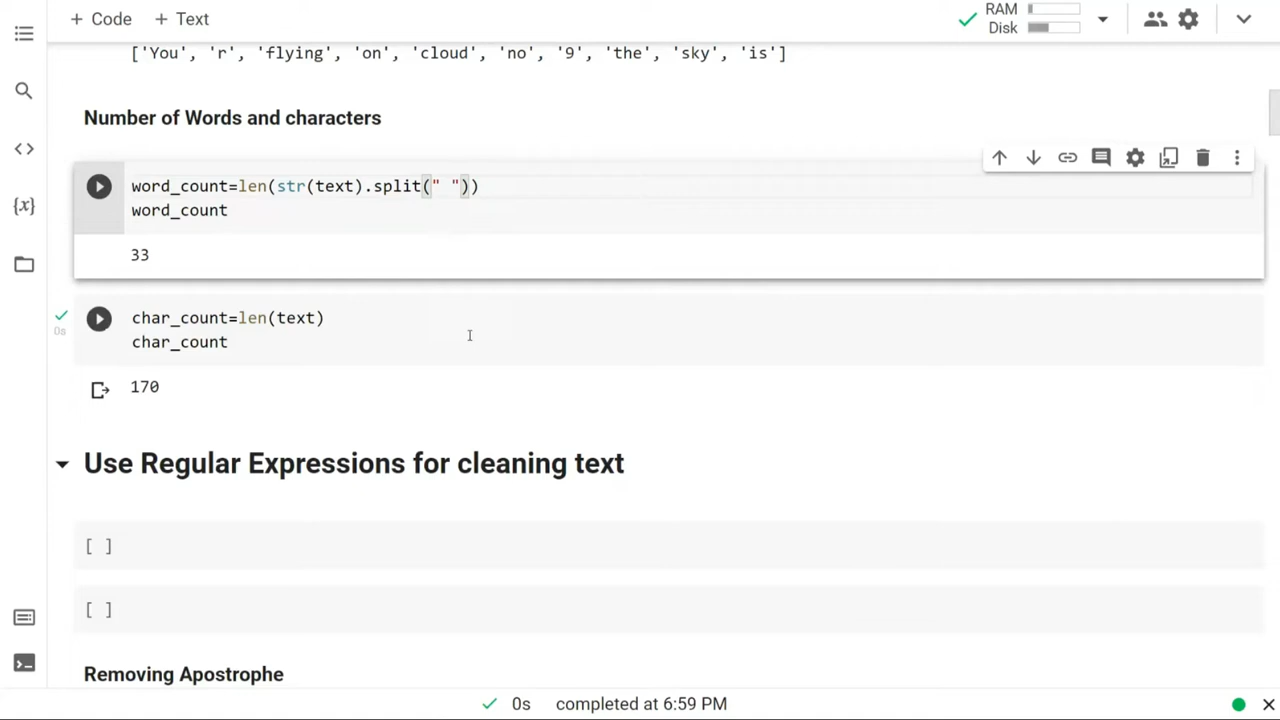 + Code + Text
RAM
Disk
['You', 'r', 'flying', 'on', 'cloud', 'no', '9', 'the', 'sky', 'is']
Number of Words and characters
word_count=len(str(text).split(" "))
word_count
33
char_count=len(text)
0s
char_count
170
Use Regular Expressions for cleaning text
[ ]
[ ]
Removing Apostrophe
0s completed at 6:59 PM